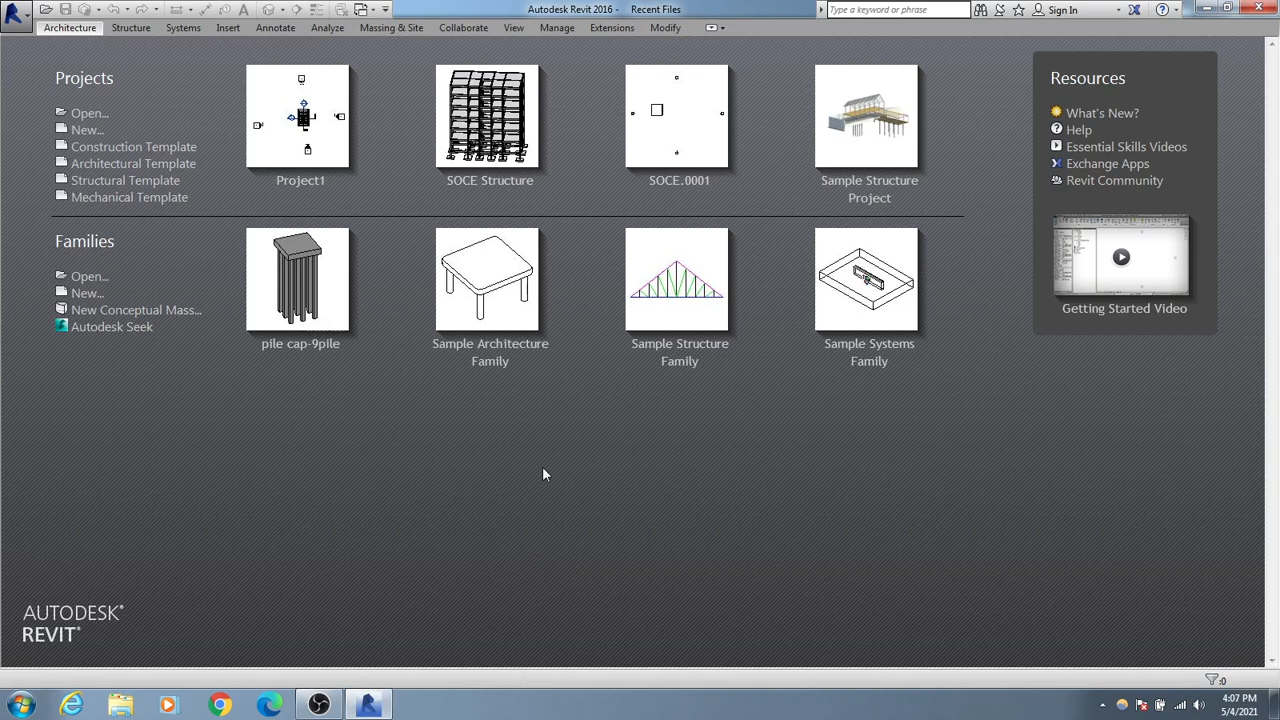 Autodesk Revit 2016 - Recent Files
Type a keyword or phrase
Sign In
Architecture Structure Systems Insert Annotate Analyze Massing & Site Collaborate View Manage Extensions Modify
Projects
Open...
New...
Construction Template
Architectural Template
Structural Template
Mechanical Template
Project1
SOCE Structure
SOCE.0001
Sample Structure
Project
Families
Open...
New...
New Conceptual Mass...
Autodesk Seek
pile cap-9pile
Sample Architecture
Family
Sample Structure
Family
Sample Systems
Family
Resources
What's New?
Help
Essential Skills Videos
Exchange Apps
Revit Community
Getting Started Video
AUTODESK®
REVIT®
:0
4:07 PM
5/4/2021